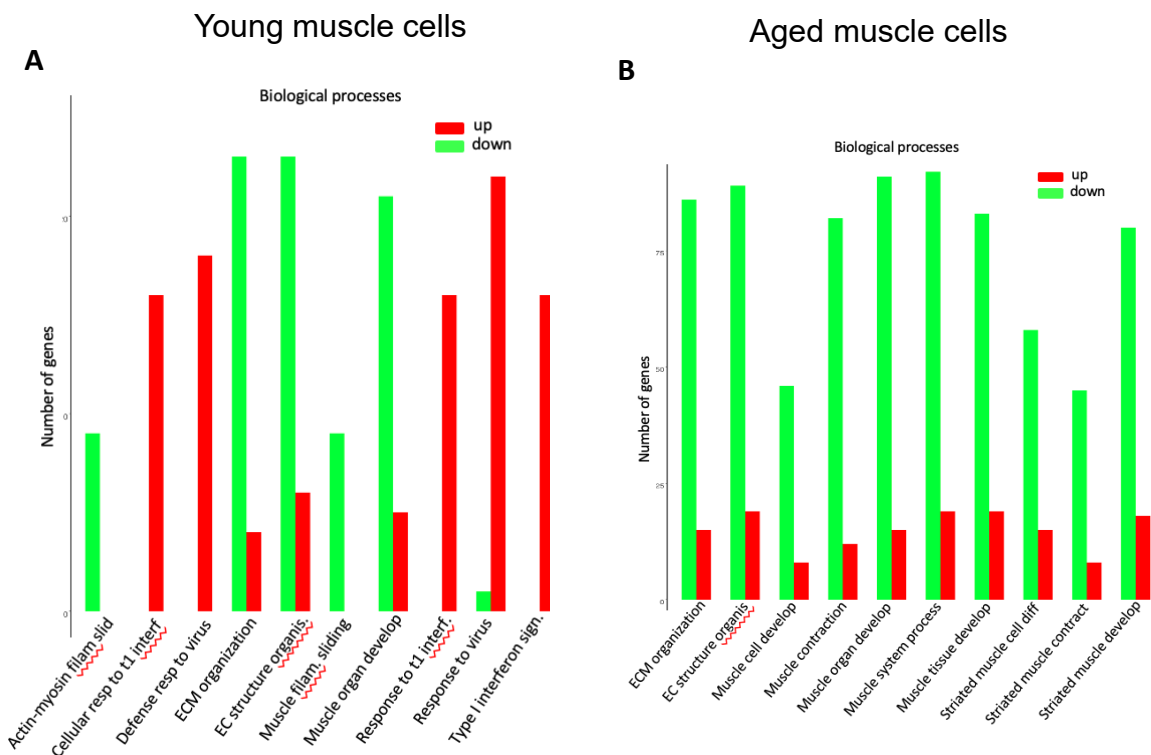 Young muscle cells
Aged muscle cells
A
Biological processes
up
down
Number of genes
0
0
Actin-myosin filam slid
Cellular resp to t1 interf
Defense resp to virus
ECM organization
EC structure organis.
Muscle filam. sliding
Muscle organ develop
Response to t1 interf.
Response to virus
Type I interferon sign.
B
Biological processes
up
down
Number of genes
75
50
25
0
ECM organization
EC structure organis
Muscle cell develop
Muscle contraction
Muscle organ develop
Muscle system process
Muscle tissue develop
Striated muscle cell diff
Striated muscle contract
Striated muscle develop